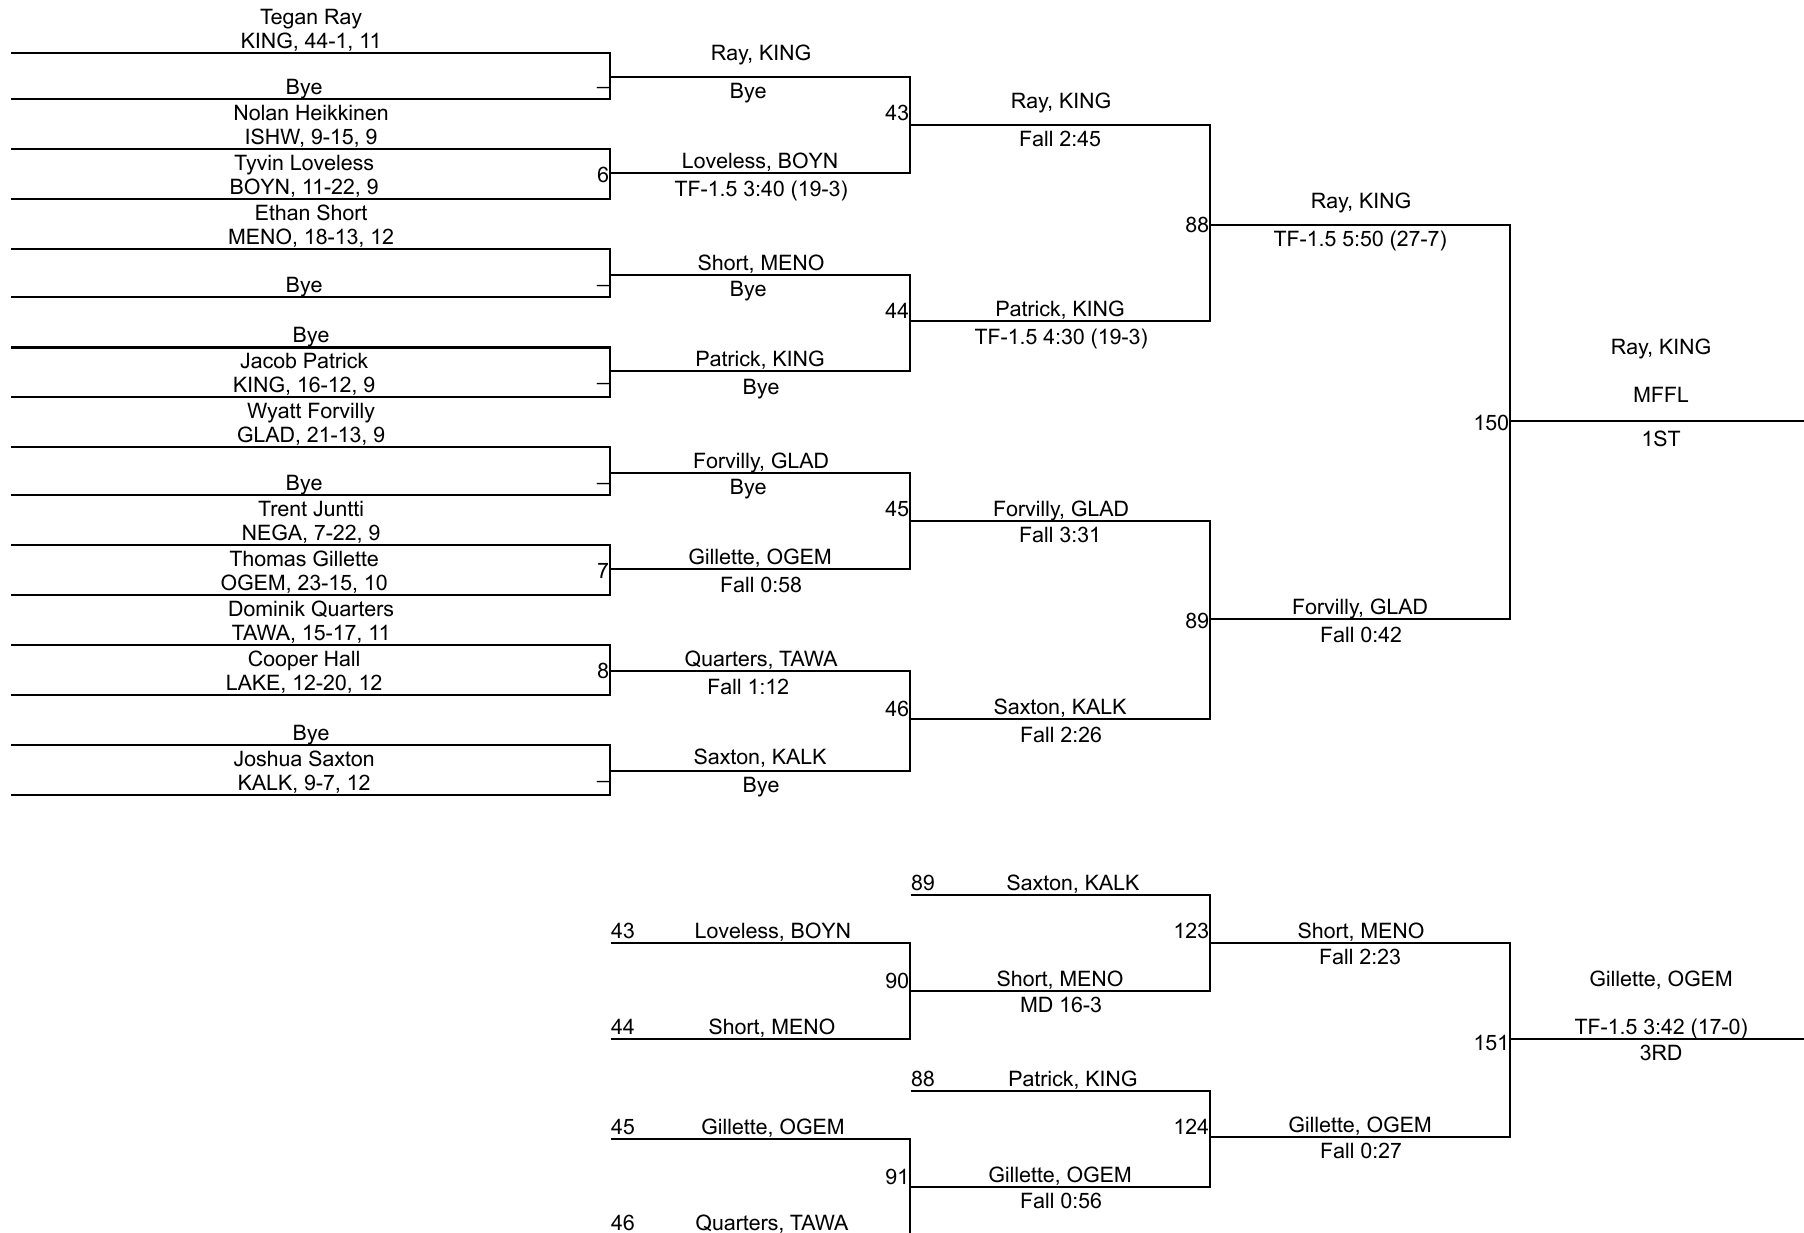 Tegan Ray
KING, 44-1, 11
Bye
–
Nolan Heikkinen
ISHW, 9-15, 9
Tyvin Loveless
BOYN, 11-22, 9
6
Ethan Short
MENO, 18-13, 12
Bye
–
Bye
Jacob Patrick
KING, 16-12, 9
–
Wyatt Forvilly
GLAD, 21-13, 9
Bye
–
Trent Juntti
NEGA, 7-22, 9
Thomas Gillette
OGEM, 23-15, 10
7
Dominik Quarters
TAWA, 15-17, 11
Cooper Hall
LAKE, 12-20, 12
8
Bye
Joshua Saxton
KALK, 9-7, 12
–
Ray, KING
Bye
43
Loveless, BOYN
TF-1.5 3:40 (19-3)
Short, MENO
Bye
44
Patrick, KING
Bye
Forvilly, GLAD
Bye
45
Gillette, OGEM
Fall 0:58
Quarters, TAWA
Fall 1:12
46
Saxton, KALK
Bye
Ray, KING
Fall 2:45
88
Patrick, KING
TF-1.5 4:30 (19-3)
Forvilly, GLAD
Fall 3:31
89
Saxton, KALK
Fall 2:26
Ray, KING
TF-1.5 5:50 (27-7)
150
Forvilly, GLAD
Fall 0:42
Ray, KING
MFFL
1ST
89 Saxton, KALK
43 Loveless, BOYN
90
44 Short, MENO
Short, MENO
MD 16-3
123
Short, MENO
Fall 2:23
88 Patrick, KING
45 Gillette, OGEM
91
46 Quarters, TAWA
Gillette, OGEM
Fall 0:56
124
Gillette, OGEM
Fall 0:27
151
Gillette, OGEM
TF-1.5 3:42 (17-0)
3RD